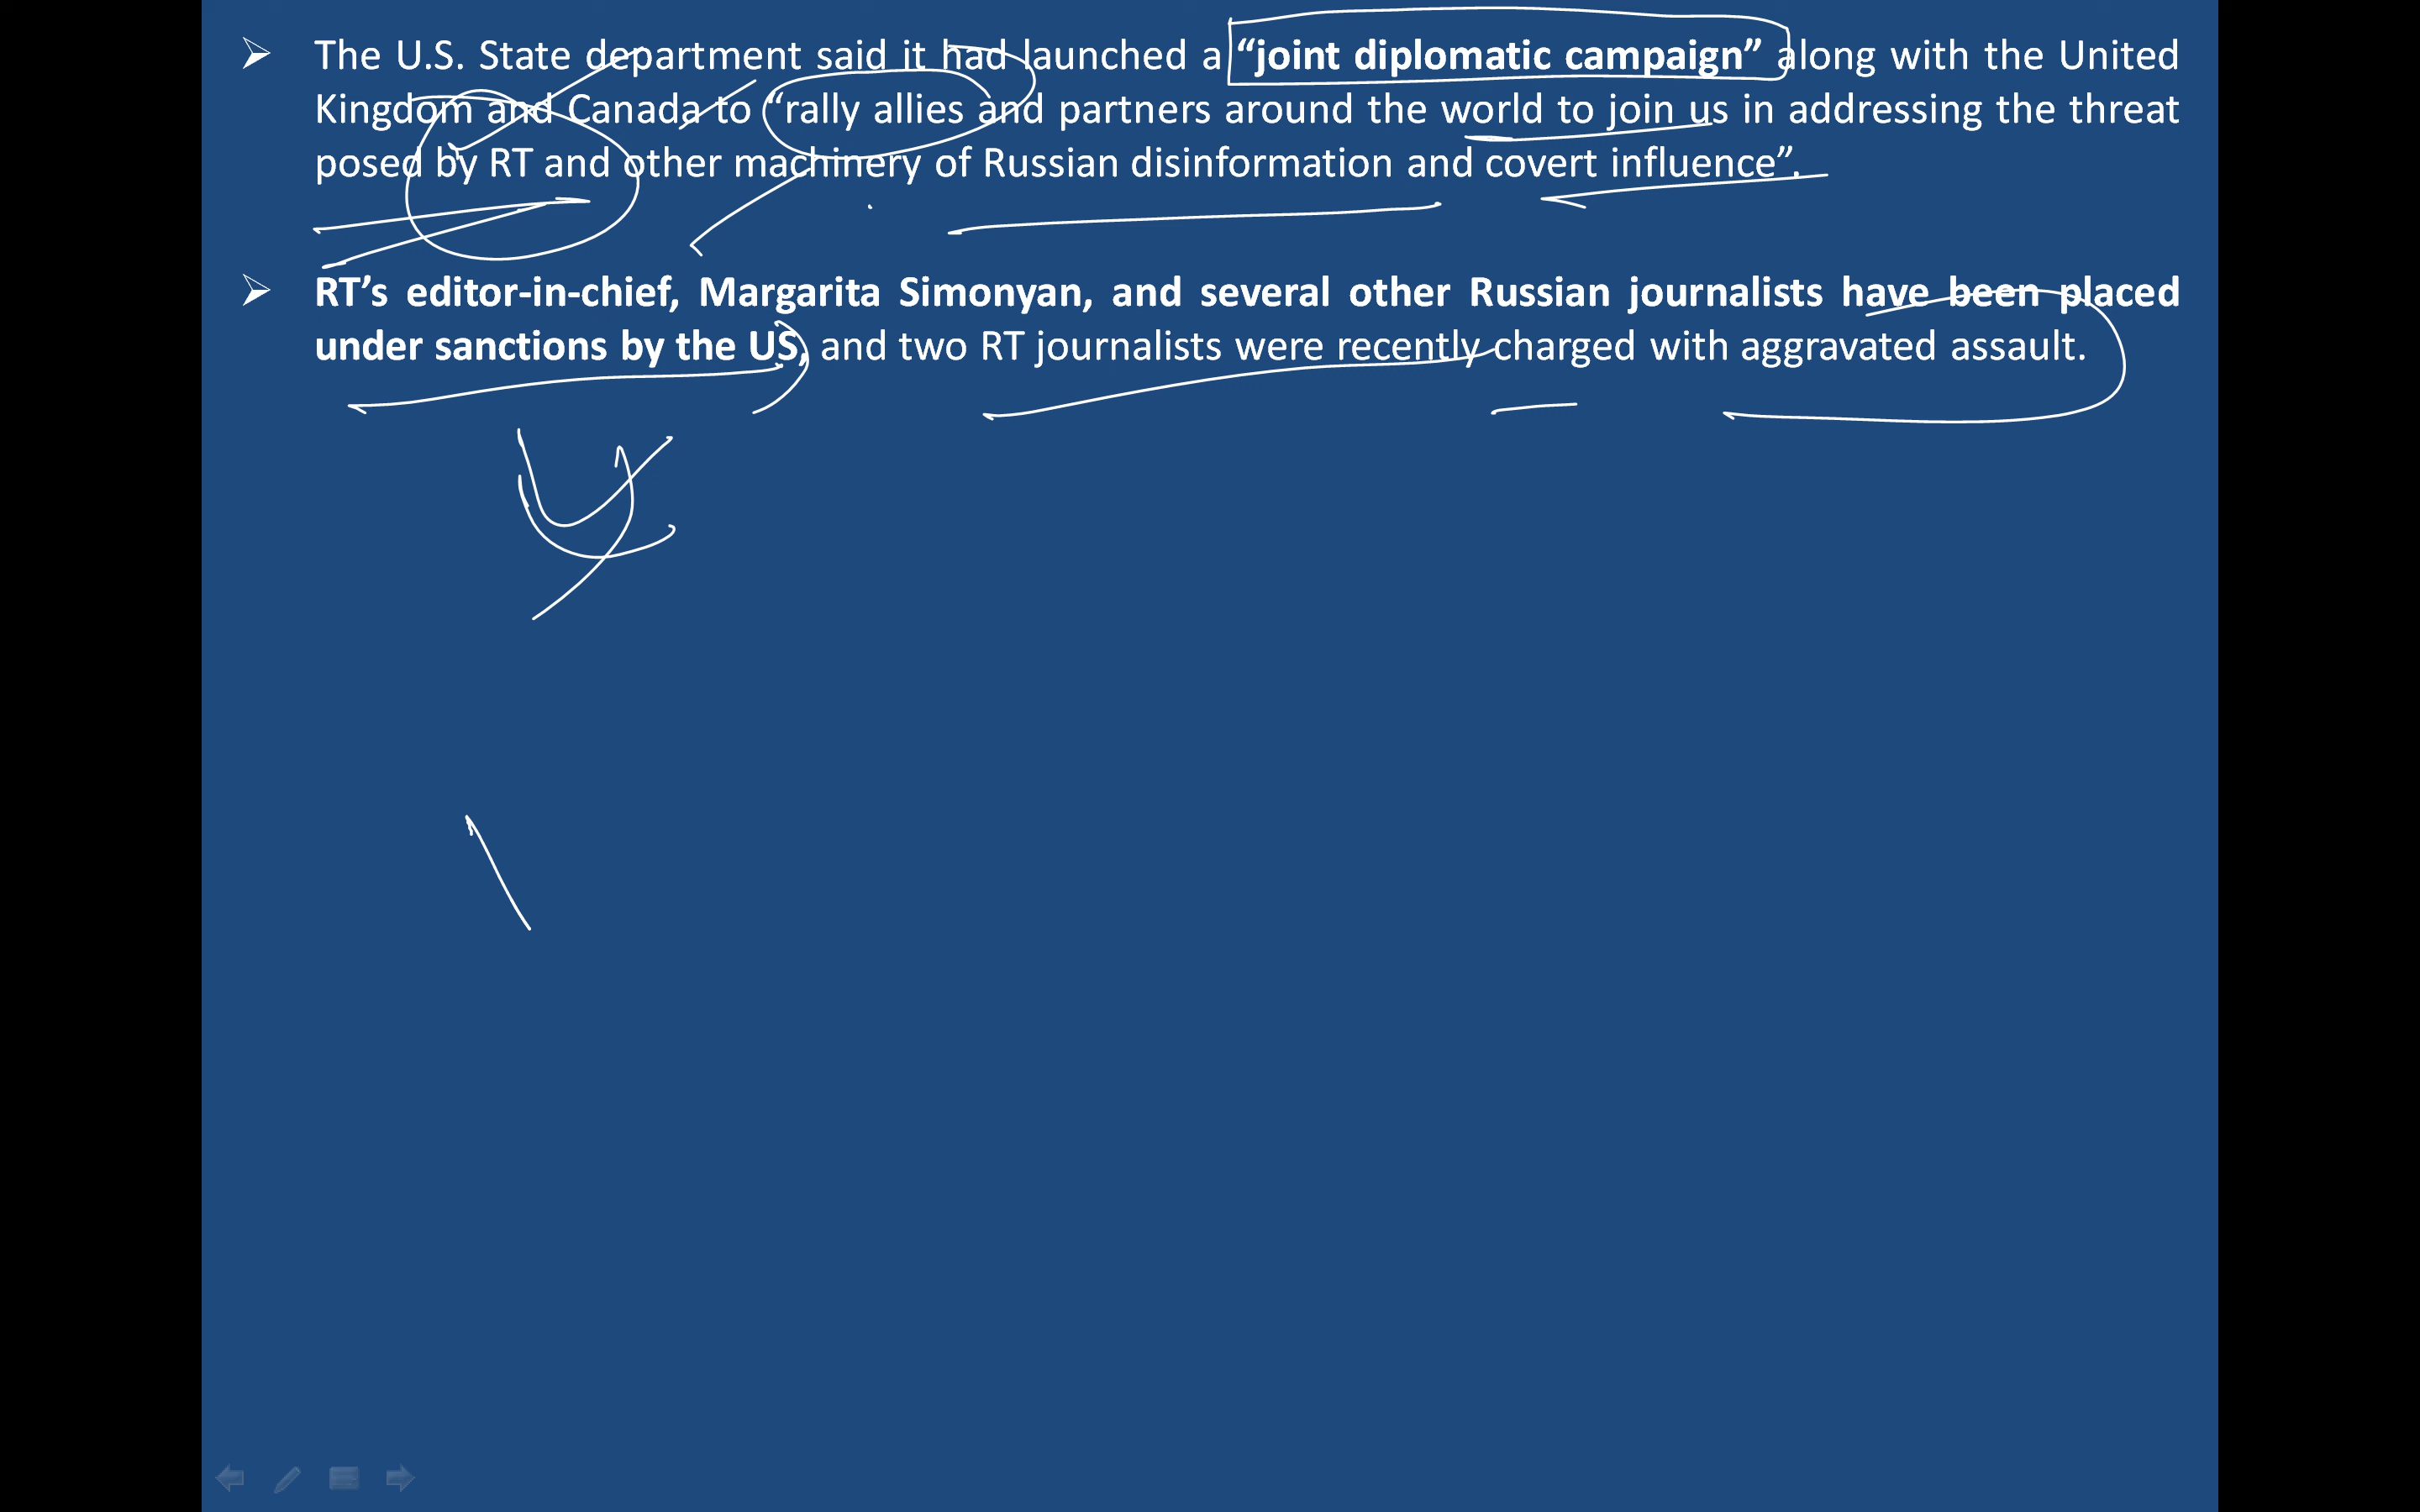 The U.S. State department said it had launched a “joint diplomatic campaign” along with the United
Kingdom and Canada to “rally allies and partners around the world to join us in addressing the threat
posed by RT and other machinery of Russian disinformation and covert influence”.
RT’s editor-in-chief, Margarita Simonyan, and several other Russian journalists have been placed
under sanctions by the US, and two RT journalists were recently charged with aggravated assault.